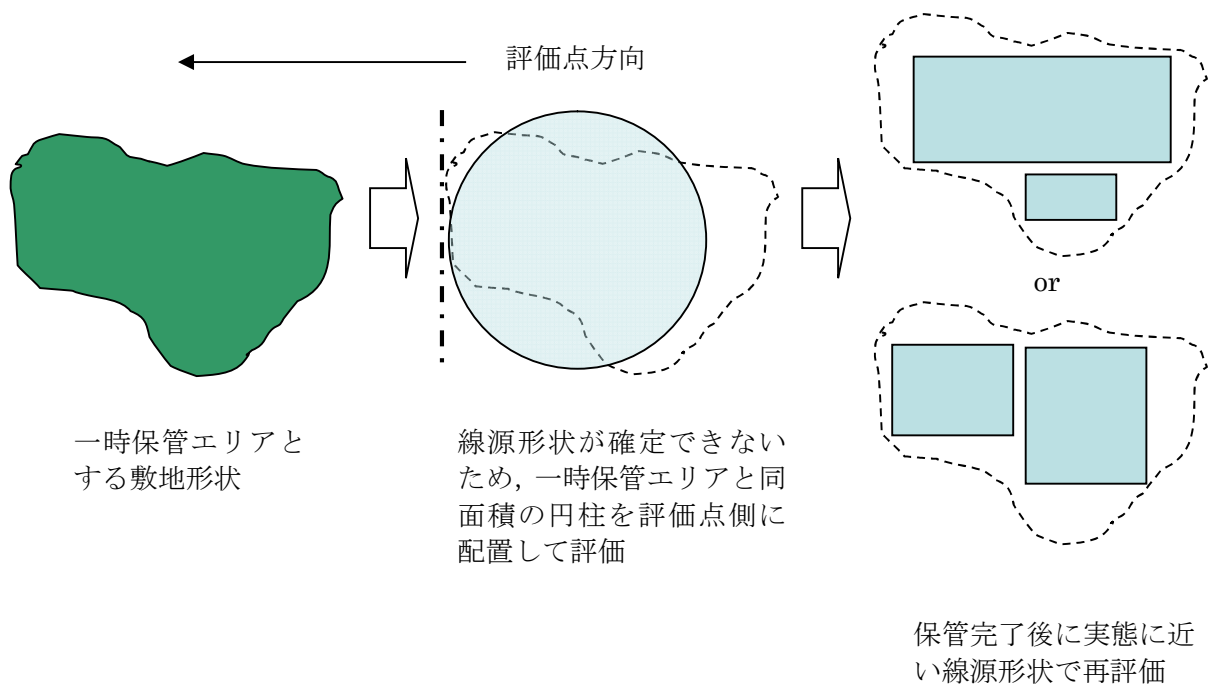 評価点方向
一時保管エリアと
する敷地形状
線源形状が確定できない
ため，一時保管エリアと同
面積の円柱を評価点側に
配置して評価
or
保管完了後に実態に近
い線源形状で再評価